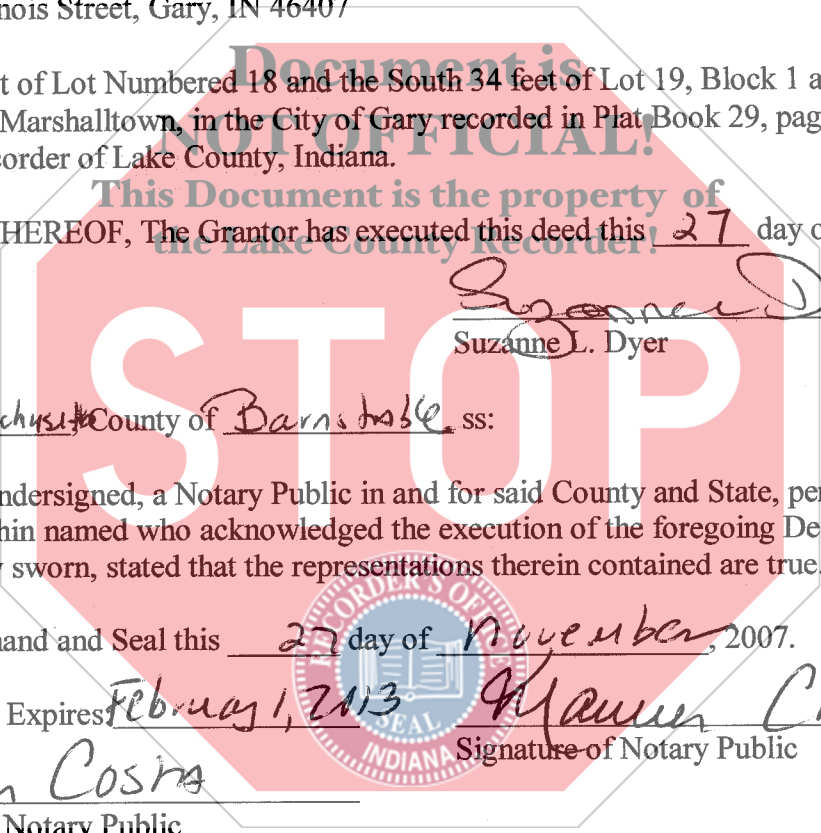 nois Street, Gary, IN 46407
Document is
t of Lot Numbered 18 and the South 34 feet of Lot 19, Block 1 a
Marshalltown, in the City of Gary recorded in Plat Book 29, pag
NOT OFFICIAL!
corder of Lake County, Indiana.
This Document is the property of
HEREOF, The Grantor has executed this deed this 27 day o
the Lake County Recorder!
Suzanne D
Suzanne L. Dyer
STOP
chusetts County of Barnstable ss:
ndersigned, a Notary Public in and for said County and State, per
hin named who acknowledged the execution of the foregoing De
y sworn, stated that the representations therein contained are true.
RECORDER'S OFFICE
hand and Seal this 27 day of November, 2007.
Expires: February 1, 2013
SEAL
INDIANA
Signature of Notary Public
n Costa
Notary Public